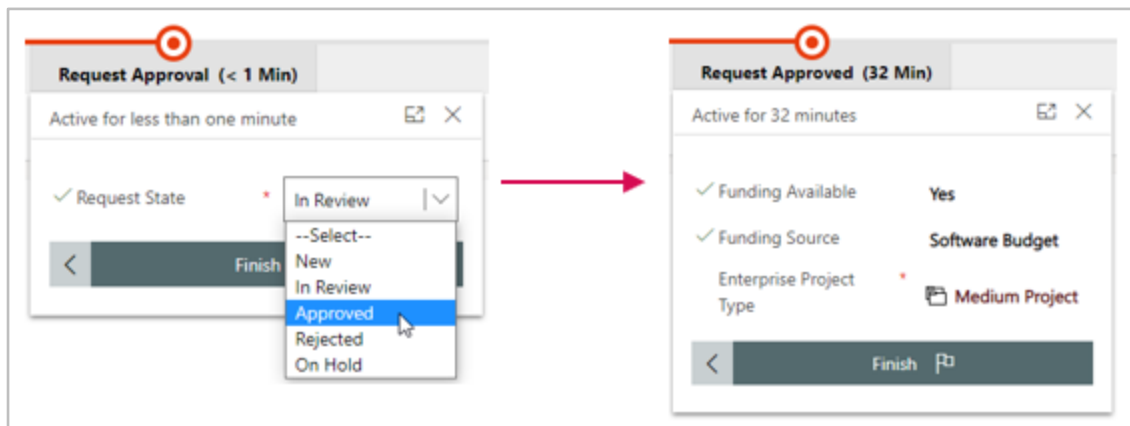 Request Approval (< 1 Min)
Active for less than one minute
Request State * In Review
--Select--
New
In Review
Approved
Rejected
On Hold
Finish
Request Approved (32 Min)
Active for 32 minutes
Funding Available Yes
Funding Source Software Budget
Enterprise Project * 
Type
Medium Project
Finish